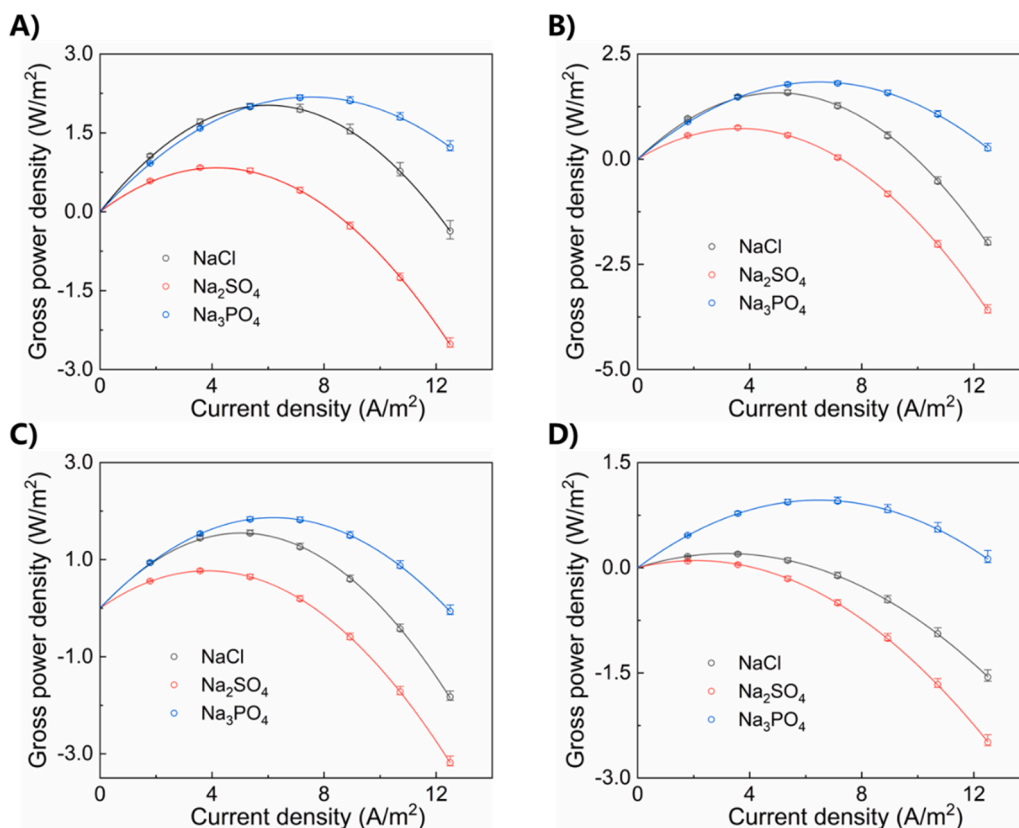 A)
Gross power density (W/m²)
3.0
1.5
0.0
-1.5
-3.0
NaCl
Na₂SO₄
Na₃PO₄
0 4 8 12
Current density (A/m²)
B)
Gross power density (W/m²)
2.5
0.0
-2.5
-5.0
NaCl
Na₂SO₄
Na₃PO₄
0 4 8 12
Current density (A/m²)
C)
Gross power density (W/m²)
3.0
1.0
-1.0
-3.0
NaCl
Na₂SO₄
Na₃PO₄
0 4 8 12
Current density (A/m²)
D)
Gross power density (W/m²)
1.5
0.0
-1.5
-3.0
NaCl
Na₂SO₄
Na₃PO₄
0 4 8 12
Current density (A/m²)